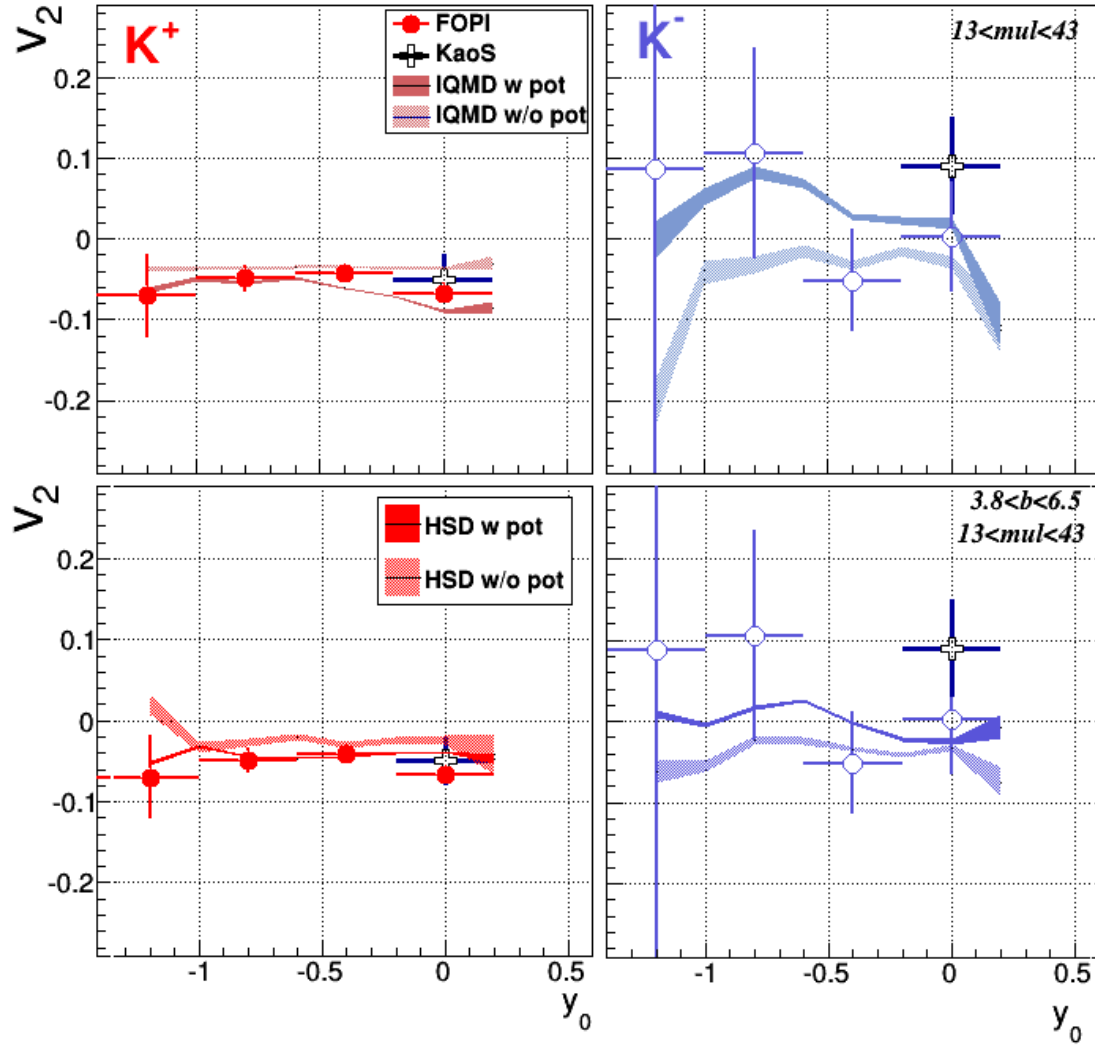 v2
K+
FOPI
KaoS
IQMD w pot
IQMD w/o pot
K-
13<mul<43
0.2
0.1
0
-0.1
-0.2
v2
HSD w pot
HSD w/o pot
3.8<b<6.5
13<mul<43
0.2
0.1
0
-0.1
-0.2
-1
-0.5
0
0.5
-1
-0.5
0
0.5
y0
y0